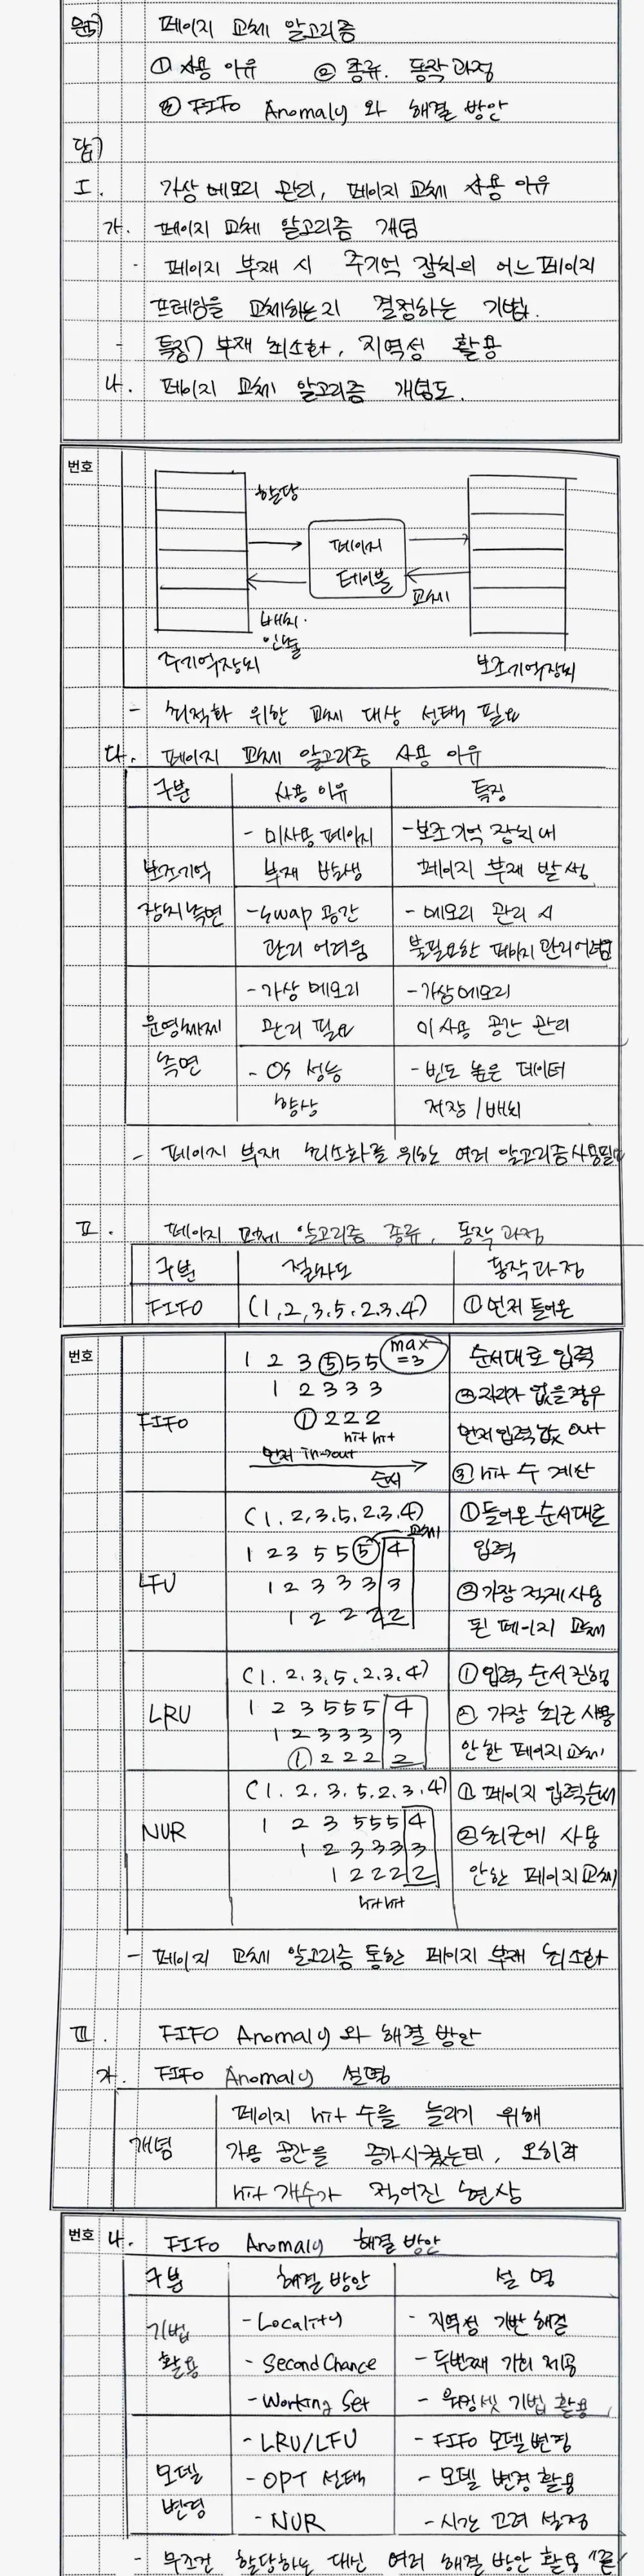 문) 페이지 교체 알고리즘
① 사용 이유 ② 종류, 동작과정
③ FIFO Anomaly 와 해결 방안
답)
I. 가상 메모리 관리, 페이지 교체 사용 이유
가. 페이지 교체 알고리즘 개념
- 페이지 부재 시 주기억 장치의 어느 페이지
프레임을 교체하는지 결정하는 기법.
- 특징) 부재 최소화, 지역성 활용
나. 페이지 교체 알고리즘 개념도.
번호
할당
페이지
테이블
교체
배치·
인출
주기억장치 보조기억장치
- 최적화 위한 교체 대상 선택 필요
다. 페이지 교체 알고리즘 사용 이유
구분 사용 이유 특징
- 미사용 페이지 - 보조기억 장치 내
보조기억 부재 발생 페이지 부재 발생
장치측면 - Swap 공간 - 메모리 관리 시
관리 어려움 불필요한 페이지 관리어려움
- 가상 메모리 - 가상메모리
운영체제 관리 필요 미사용 공간 관리
측면 - OS 성능 - 빈도 높은 데이터
향상 저장/배치
- 페이지 부재 최소화를 위한 여러 알고리즘사용필요
II. 페이지 교체 알고리즘 종류, 동작과정
구분 절차도 동작과정
FIFO (1,2,3.5.2.3.4) ① 먼저 들어온
번호 1 2 3 ⑤ 5 5 max =3 순서대로 입력
1 2 3 3 3 ② 자리가 없을경우
FIFO ① 2 2 2 먼저 입력값 out
hit hit
먼저 in→out ③ hit 수 계산
순서
(1.2,3.5.2.3.4) ① 들어온 순서대로
교체
1 2 3 5 5 ⑤ 4 입력
LFU 1 2 3 3 3 3 ② 가장 적게 사용
1 2 2 2 2 된 페이지 교체
(1.2.3,5.2.3.4) ① 입력 순서 진행
LRU 1 2 3 5 5 5 4 ② 가장 최근 사용
1 2 3 3 3 3 안한 페이지교체
① 2 2 2 2
(1.2.3.5.2.3.4) ① 페이지 입력순서
NUR 1 2 3 5 5 5 4 ② 최근에 사용
1 2 3 3 3 3 안한 페이지교체
1 2 2 2 2
hit hit
- 페이지 교체 알고리즘 통한 페이지 부재 최소화
III. FIFO Anomaly 와 해결 방안
가. FIFO Anomaly 설명
페이지 hit 수를 늘리기 위해
개념 가용 공간을 증가시켰는데, 오히려
hit 개수가 적어진 현상
번호 나. FIFO Anomaly 해결 방안
구분 해결 방안 설 명
기법 - Locality - 지역성 기반 해결
활용 - Second Chance - 두번째 기회 제공
- Working Set - 워킹셋 기법 활용
- LRU/LFU - FIFO 모델 변경
모델 - OPT 선택 - 모델 변경 활용
변경 - NUR - 시간 고려 설정
- 무조건 할당하는 대신 여러 해결 방안 활용 "끝"